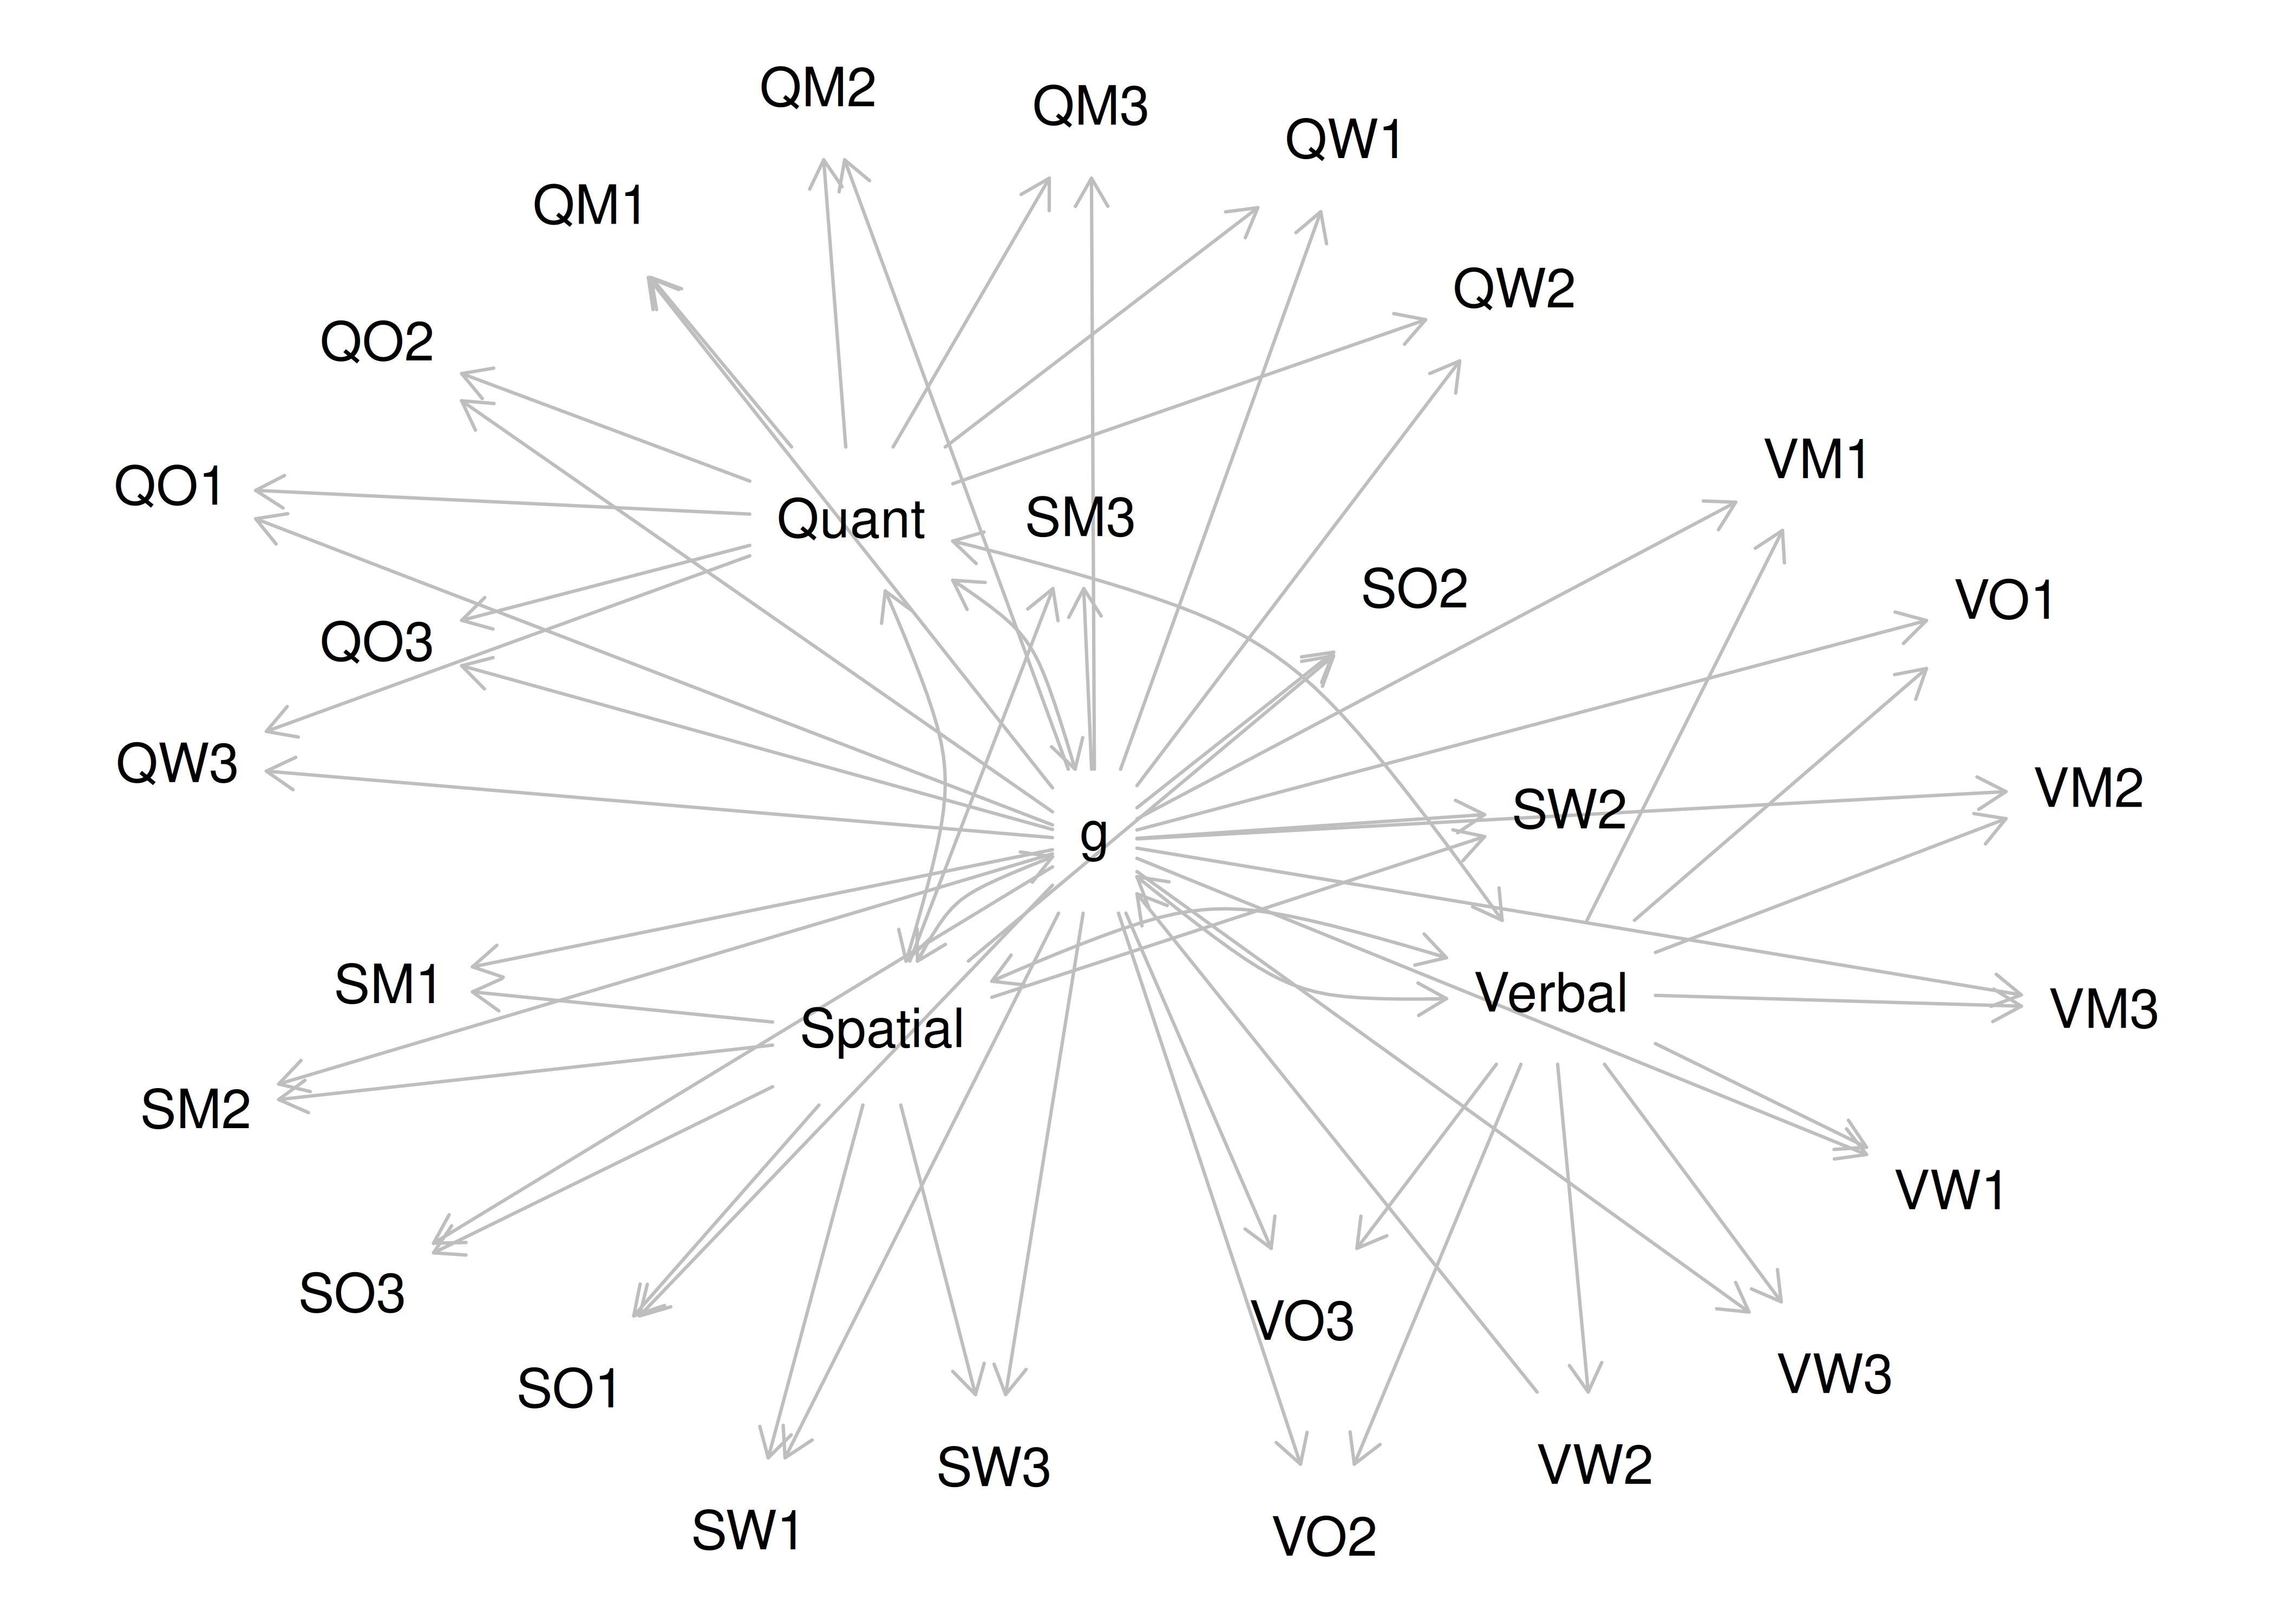 QM2
QM3
QW1
QM1
QW2
QO2
VM1
QO1
Quant
SM3
SO2
VO1
QO3
QW3
VM2
SW2
g
SM1
Verbal
VM3
Spatial
SM2
VW1
SO3
VO3
VW3
SO1
SW3
VW2
SW1
VO2